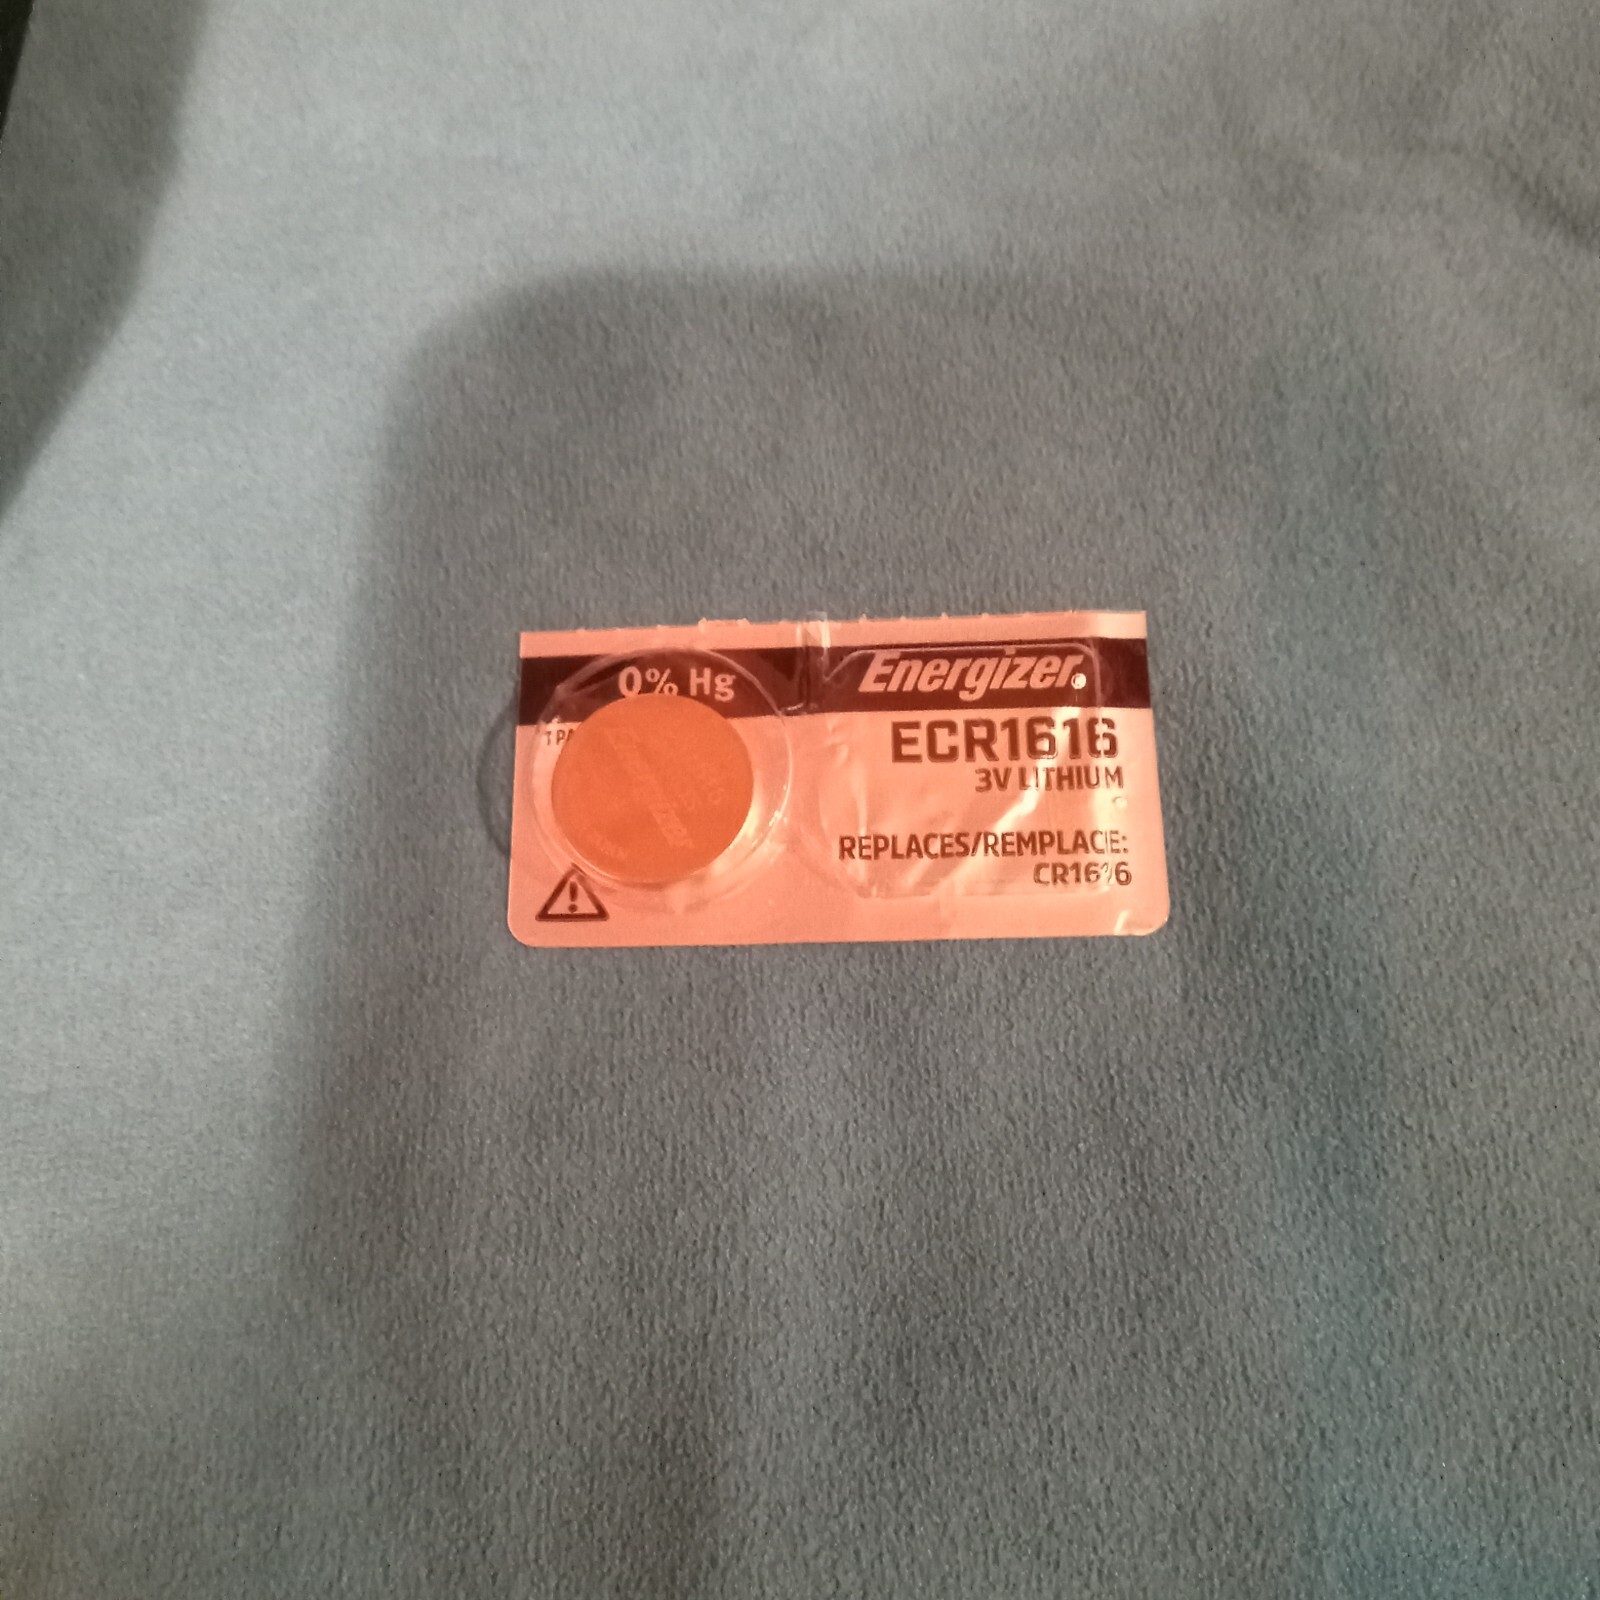 0% Hg
Energizer.
ECR1616
3V LITHIUM
REPLACES/REMPLACE:
CR1616